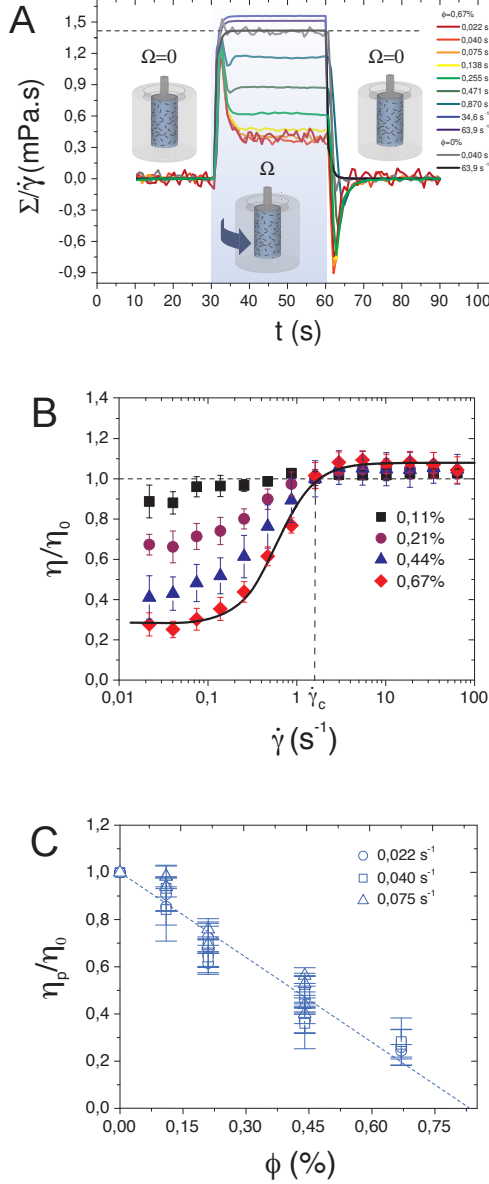 A
Σ/γ̇ (mPa.s)
1,5
1,2
0,9
0,6
0,3
0,0
-0,3
-0,6
-0,9
Ω=0
Ω
Ω=0
ϕ=0,67%
0,022 s
0,040 s
0,075 s
0,138 s
0,255 s
0,471 s
0,870 s
34,6 s⁻¹
63,9 s⁻¹
ϕ=0%
0,040 s
63,9 s⁻¹
0 10 20 30 40 50 60 70 80 90 100
t (s)
B
η/η₀
1,4
1,2
1,0
0,8
0,6
0,4
0,2
0,0
0,11%
0,21%
0,44%
0,67%
0,01 0,1 1 10 100
γ̇c
γ̇ (s⁻¹)
C
ηp/η₀
1,2
1,0
0,8
0,6
0,4
0,2
0,0
0,022 s⁻¹
0,040 s⁻¹
0,075 s⁻¹
0,00 0,15 0,30 0,45 0,60 0,75
ϕ (%)